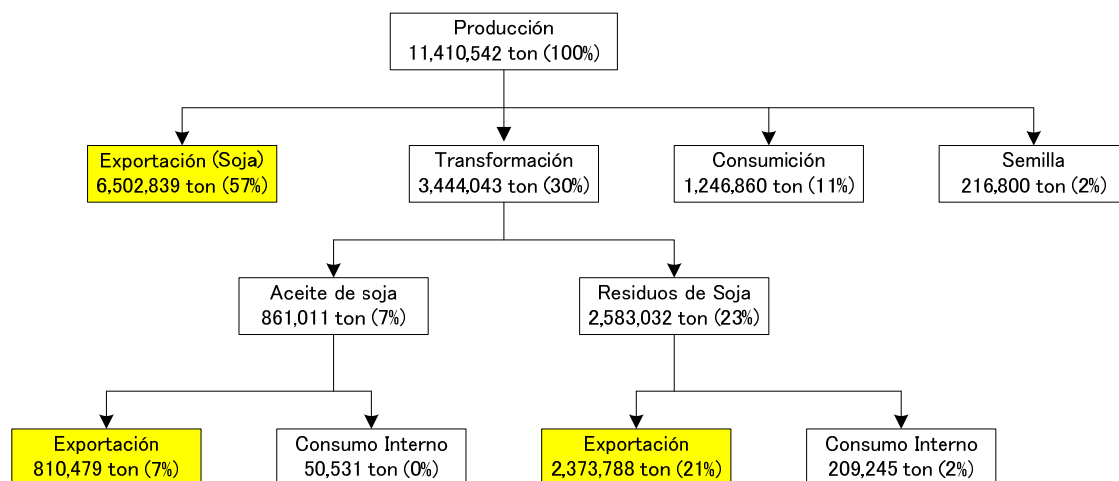 Producción
11,410,542 ton (100%)
Exportación (Soja)
6,502,839 ton (57%)
Transformación
3,444,043 ton (30%)
Consumición
1,246,860 ton (11%)
Semilla
216,800 ton (2%)
Aceite de soja
861,011 ton (7%)
Residuos de Soja
2,583,032 ton (23%)
Exportación
810,479 ton (7%)
Consumo Interno
50,531 ton (0%)
Exportación
2,373,788 ton (21%)
Consumo Interno
209,245 ton (2%)